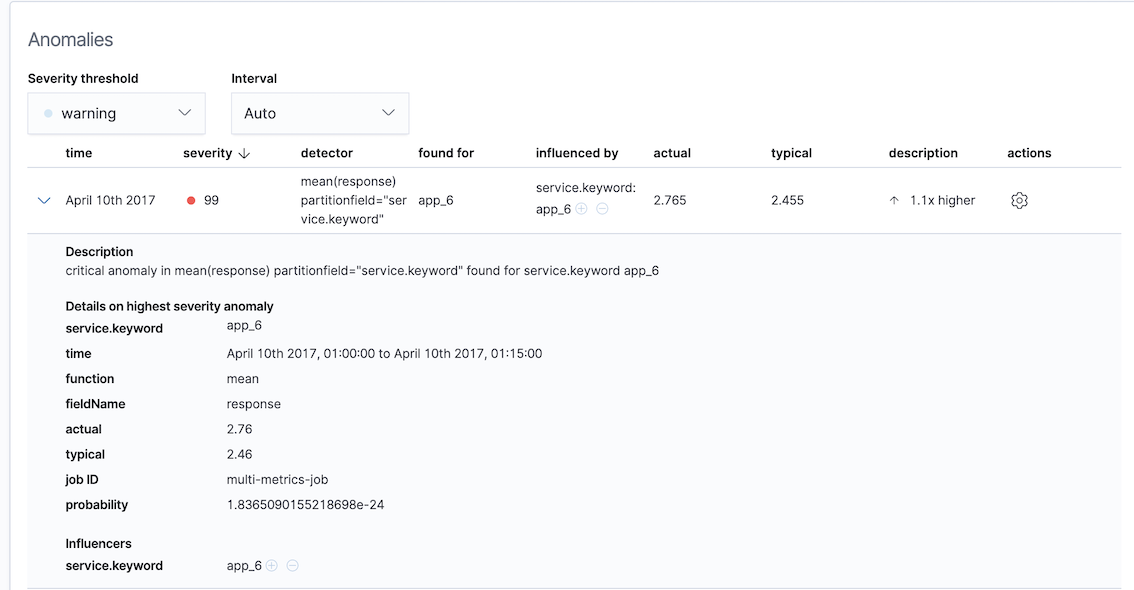 Anomalies
Severity threshold
Interval
warning
Auto
time severity detector found for influenced by actual typical description actions
April 10th 2017 99 mean(response) partitionfield="ser vice.keyword" app_6 service.keyword: app_6 2.765 2.455 1.1x higher
Description
critical anomaly in mean(response) partitionfield="service.keyword" found for service.keyword app_6
Details on highest severity anomaly
service.keyword app_6
time April 10th 2017, 01:00:00 to April 10th 2017, 01:15:00
function mean
fieldName response
actual 2.76
typical 2.46
job ID multi-metrics-job
probability 1.8365090155218698e-24
Influencers
service.keyword app_6